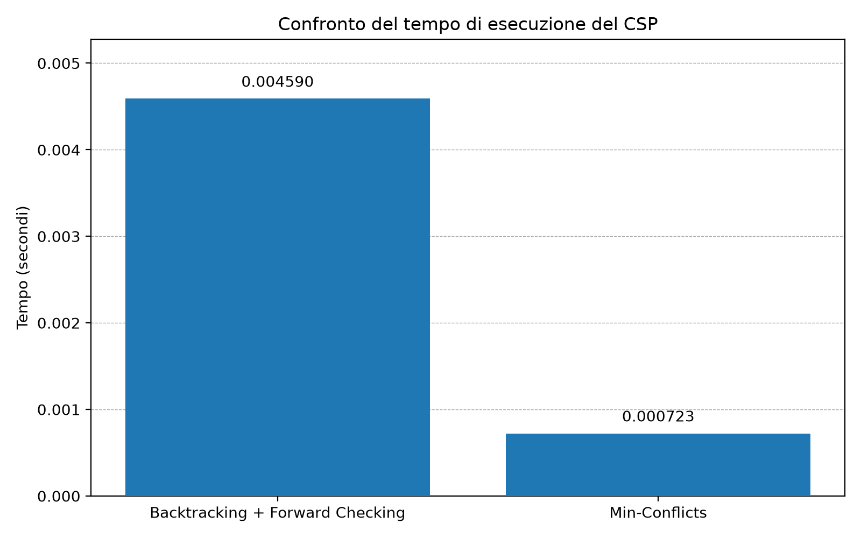 Confronto del tempo di esecuzione del CSP
Tempo (secondi)
0.005
0.004
0.003
0.002
0.001
0.000
0.004590
0.000723
Backtracking + Forward Checking
Min-Conflicts